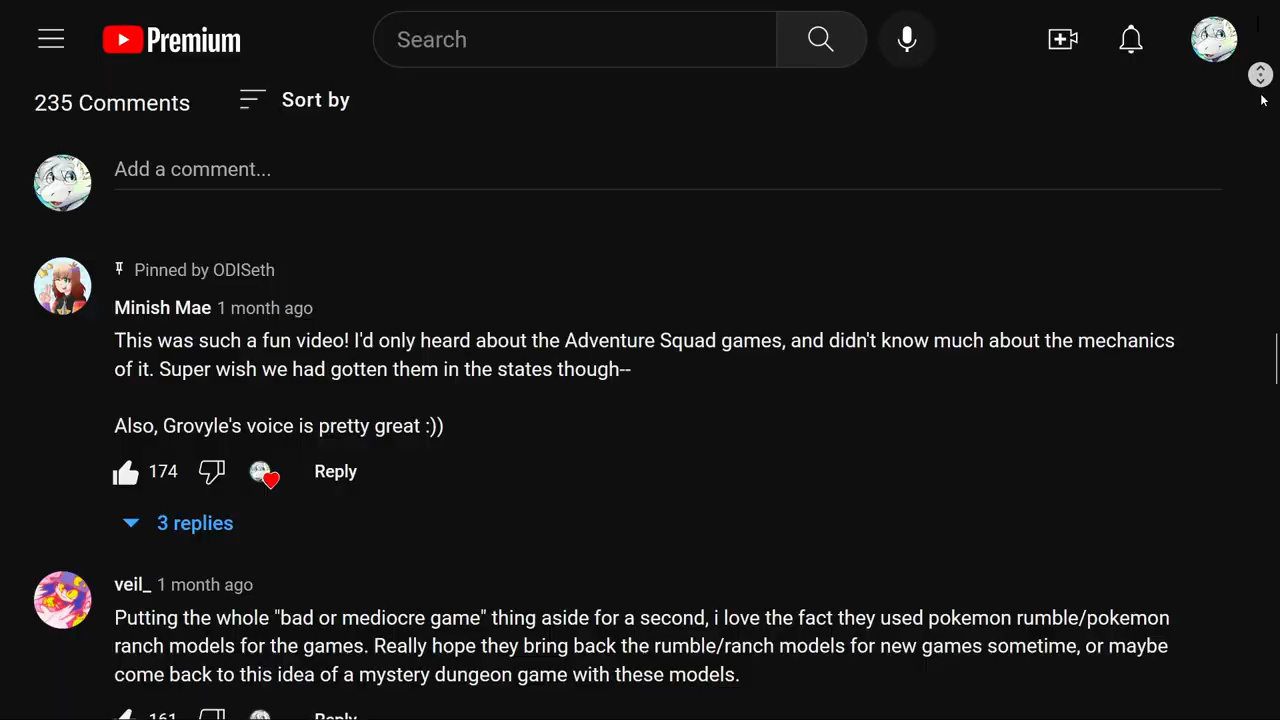 Premium
Search
235 Comments
Sort by
Add a comment...
Pinned by ODISeth
Minish Mae 1 month ago
This was such a fun video! I'd only heard about the Adventure Squad games, and didn't know much about the mechanics
of it. Super wish we had gotten them in the states though--
Also, Grovyle's voice is pretty great :))
174
Reply
3 replies
veil_ 1 month ago
Putting the whole "bad or mediocre game" thing aside for a second, i love the fact they used pokemon rumble/pokemon
ranch models for the games. Really hope they bring back the rumble/ranch models for new games sometime, or maybe
come back to this idea of a mystery dungeon game with these models.
161
Reply